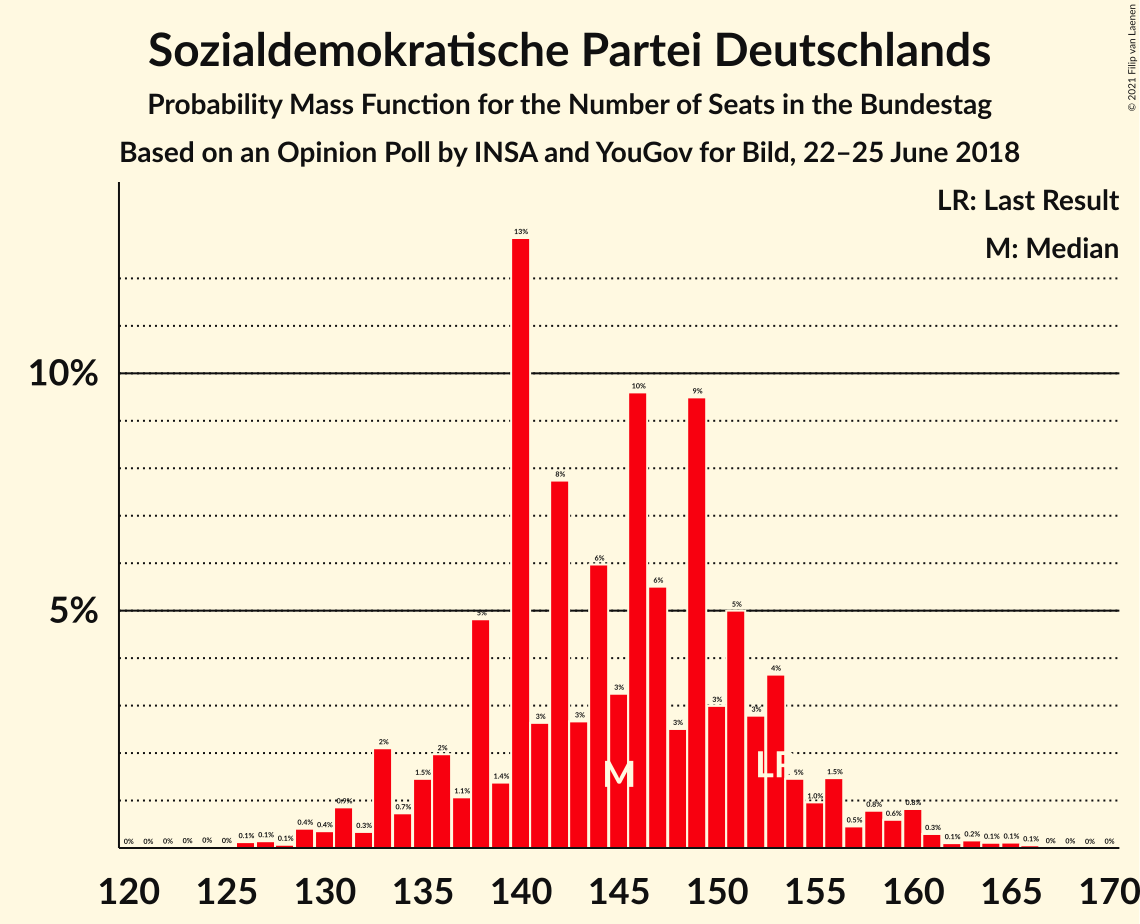 Sozialdemokratische Partei Deutschlands
Probability Mass Function for the Number of Seats in the Bundestag
Based on an Opinion Poll by INSA and YouGov for Bild, 22–25 June 2018
© 2021 Filip van Laenen
LR: Last Result
M: Median
10%
5%
0% 0% 0% 0% 0% 0% 0.1% 0.1% 0.1% 0.4% 0.4% 0.9% 0.3% 2% 0.7% 1.5% 2% 1.1% 5% 1.4% 13% 3% 8% 3% 6% 3% 10% 6% 3% 9% 3% 5% 3% 4% 5% 1.0% 1.5% 0.5% 0.8% 0.6% 0.8% 0.3% 0.1% 0.2% 0.1% 0.1% 0.1% 0% 0% 0% 0%
M
LR
120 125 130 135 140 145 150 155 160 165 170